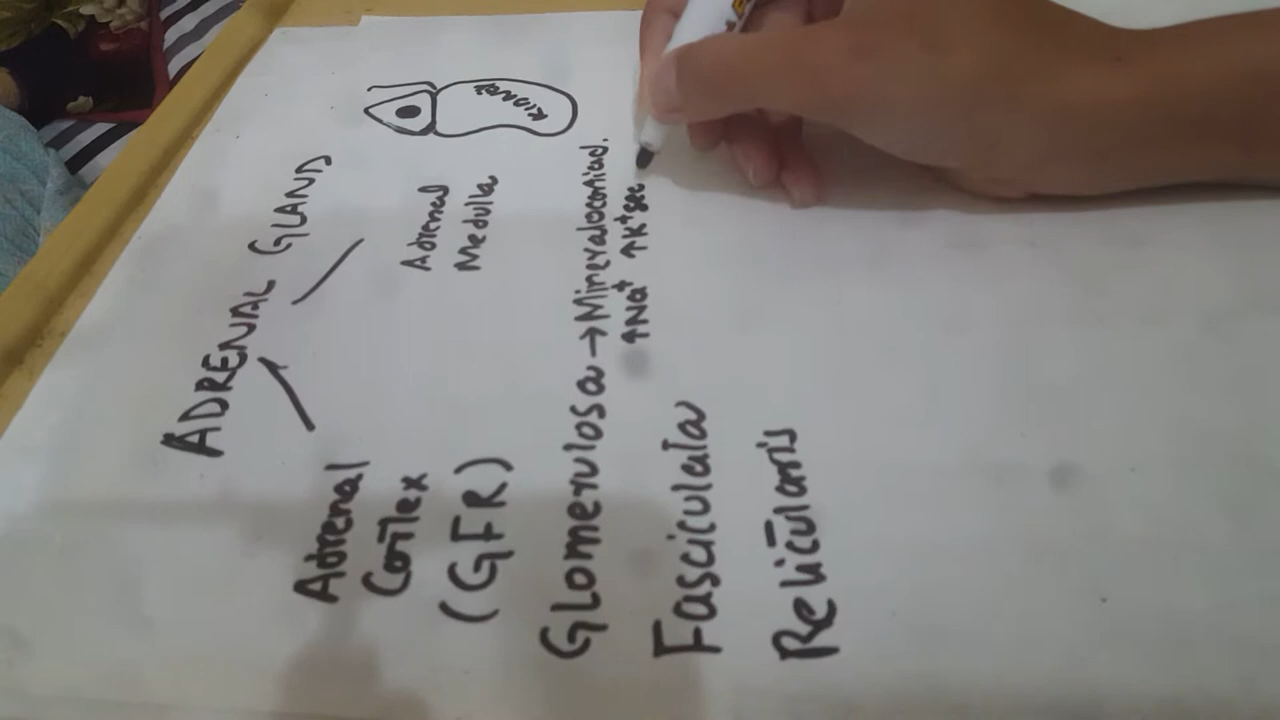 ADRENAL GLAND
KIDNEY
Adrenal
Medulla
Adrenal
Cortex
(GFR)
Glomerulosa → Mineralocorticoid.
↑Na⁺ ↑K⁺ sec
Fasciculata
Reticularis